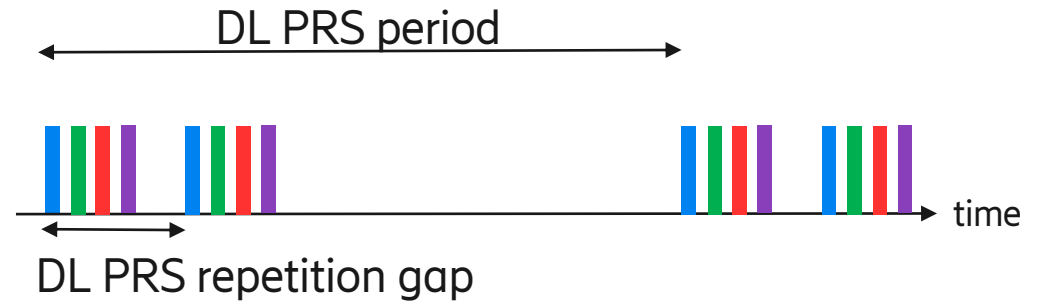 DL PRS period
time
DL PRS repetition gap